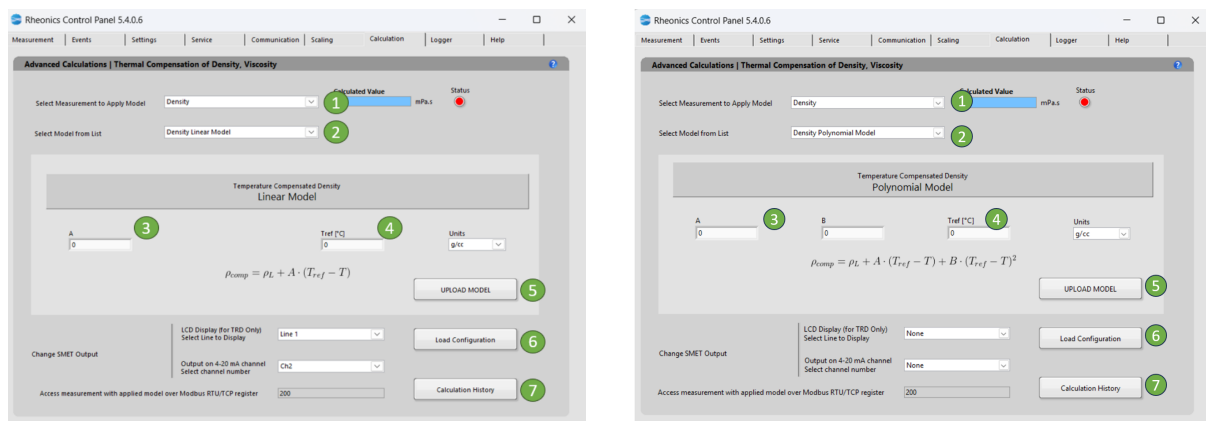 Rheonics Control Panel 5.4.0.6
Measurement Events Settings Service Communication Scaling Calculation Logger Help
Advanced Calculations | Thermal Compensation of Density, Viscosity
Calculated Value Status
Select Measurement to Apply Model Density 1 mPa.s
Select Model from List Density Linear Model 2
Temperature Compensated Density
Linear Model
3 4
A Tref [°C] Units
0 0 g/cc
ρcomp = ρL + A · (Tref − T)
UPLOAD MODEL 5
LCD Display (for TRD Only)
Select Line to Display Line 1
Load Configuration 6
Change SMET Output
Output on 4-20 mA channel
Select channel number Ch2
Calculation History 7
Access measurement with applied model over Modbus RTU/TCP register 200
Rheonics Control Panel 5.4.0.6
Measurement Events Settings Service Communication Scaling Calculation Logger Help
Advanced Calculations | Thermal Compensation of Density, Viscosity
Calculated Value Status
Select Measurement to Apply Model Density 1 mPa.s
Select Model from List Density Polynomial Model 2
Temperature Compensated Density
Polynomial Model
A 3 B Tref [°C] 4 Units
0 0 0 g/cc
ρcomp = ρL + A · (Tref − T) + B · (Tref − T)²
UPLOAD MODEL 5
LCD Display (for TRD Only)
Select Line to Display None
Load Configuration 6
Change SMET Output
Output on 4-20 mA channel
Select channel number None
Calculation History 7
Access measurement with applied model over Modbus RTU/TCP register 200